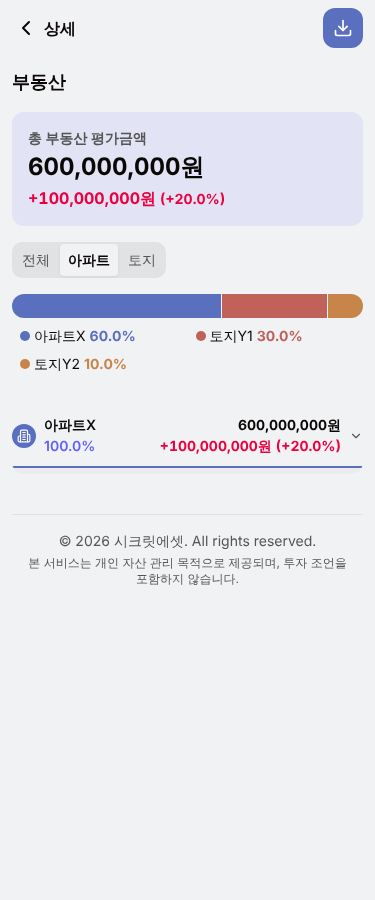 상세
부동산
총 부동산 평가금액
600,000,000원
+100,000,000원 (+20.0%)
전체 아파트 토지
아파트X 60.0% 토지Y1 30.0%
토지Y2 10.0%
아파트X 600,000,000원
100.0% +100,000,000원 (+20.0%)
© 2026 시크릿에셋. All rights reserved.
본 서비스는 개인 자산 관리 목적으로 제공되며, 투자 조언을
포함하지 않습니다.